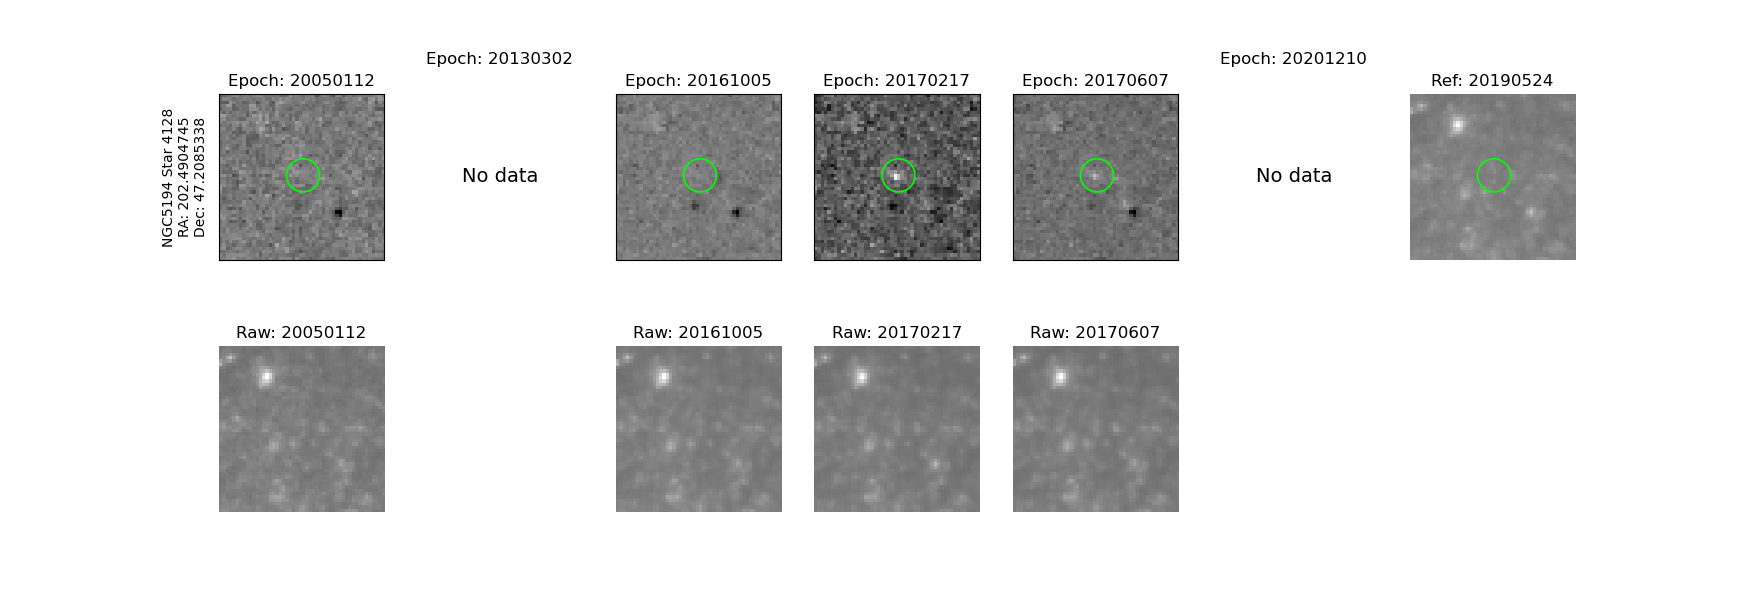 Epoch: 20130302
Epoch: 20201210
Epoch: 20050112
Epoch: 20161005
Epoch: 20170217
Epoch: 20170607
Ref: 20190524
NGC5194 Star 4128
RA: 202.4904745
Dec: 47.2085338
No data
No data
Raw: 20050112
Raw: 20161005
Raw: 20170217
Raw: 20170607